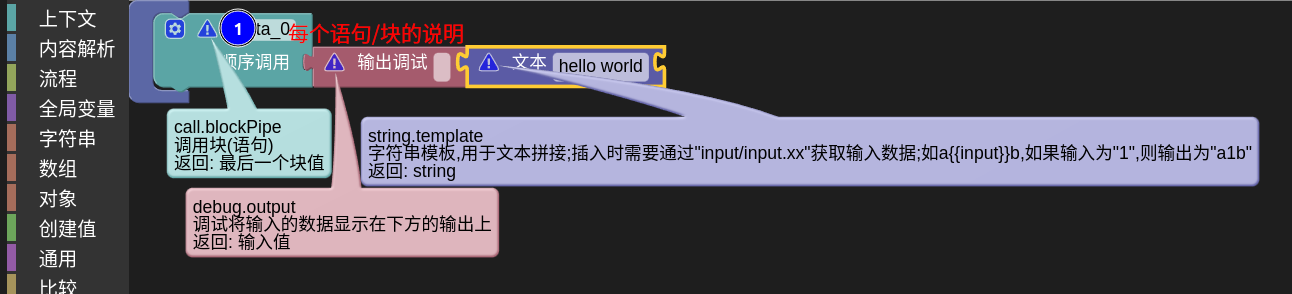 上下文
内容解析
流程
全局变量
字符串
数组
对象
创建值
通用
比较
1
ta_0
每个语句/块的说明
顺序调用
输出调试
文本
hello world
call.blockPipe
调用块(语句)
返回: 最后一个块值
string.template
字符串模板,用于文本拼接;插入时需要通过"input/input.xx"获取输入数据;如a{{input}}b,如果输入为"1",则输出为"a1b"
返回: string
debug.output
调试将输入的数据显示在下方的输出上
返回: 输入值